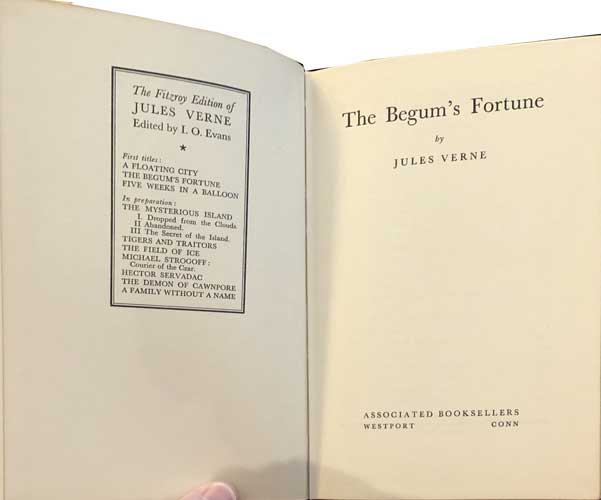 The Fitzroy Edition of
JULES VERNE
Edited by I. O. Evans
★
First titles:
A FLOATING CITY
THE BEGUM'S FORTUNE
FIVE WEEKS IN A BALLOON
In preparation:
THE MYSTERIOUS ISLAND
I. Dropped from the Clouds.
II Abandoned.
III The Secret of the Island.
TIGERS AND TRAITORS
THE FIELD OF ICE
MICHAEL STROGOFF:
Courier of the Czar.
HECTOR SERVADAC
THE DEMON OF CAWNPORE
A FAMILY WITHOUT A NAME
The Begum's Fortune
by
JULES VERNE
ASSOCIATED BOOKSELLERS
WESTPORT CONN